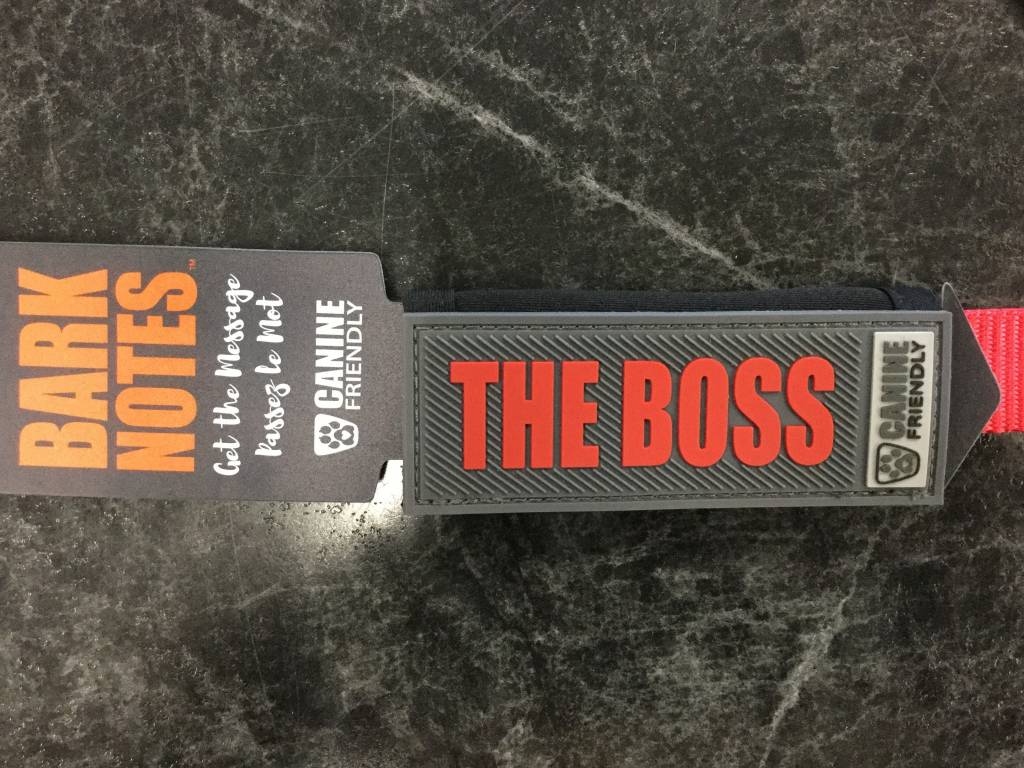 BARK
NOTES™
Get the Message
Passez le Mot
CANINE
FRIENDLY
THE BOSS
CANINE
FRIENDLY